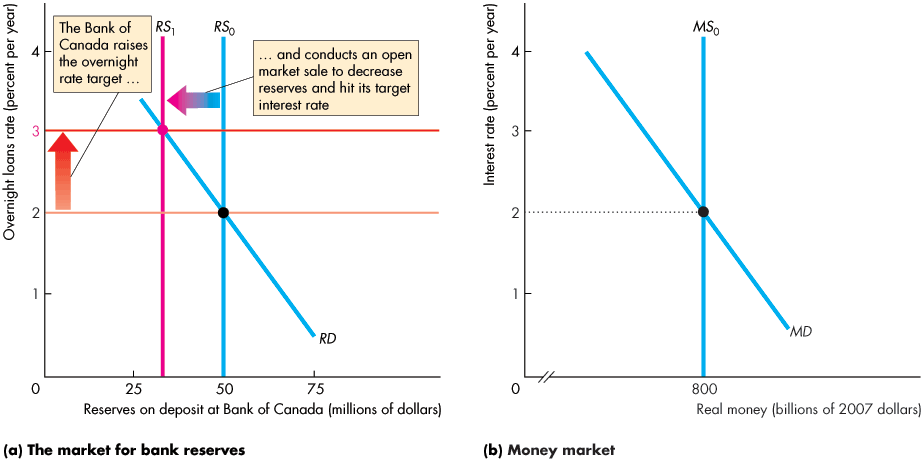 Overnight loans rate (percent per year)
4
3
2
1
0
25
50
75
Reserves on deposit at Bank of Canada (millions of dollars)
RS1
RS0
RD
The Bank of
Canada raises
the overnight
rate target …
… and conducts an open
market sale to decrease
reserves and hit its target
interest rate
(a) The market for bank reserves
Interest rate (percent per year)
4
3
2
1
0
800
Real money (billions of 2007 dollars)
MS0
MD
(b) Money market